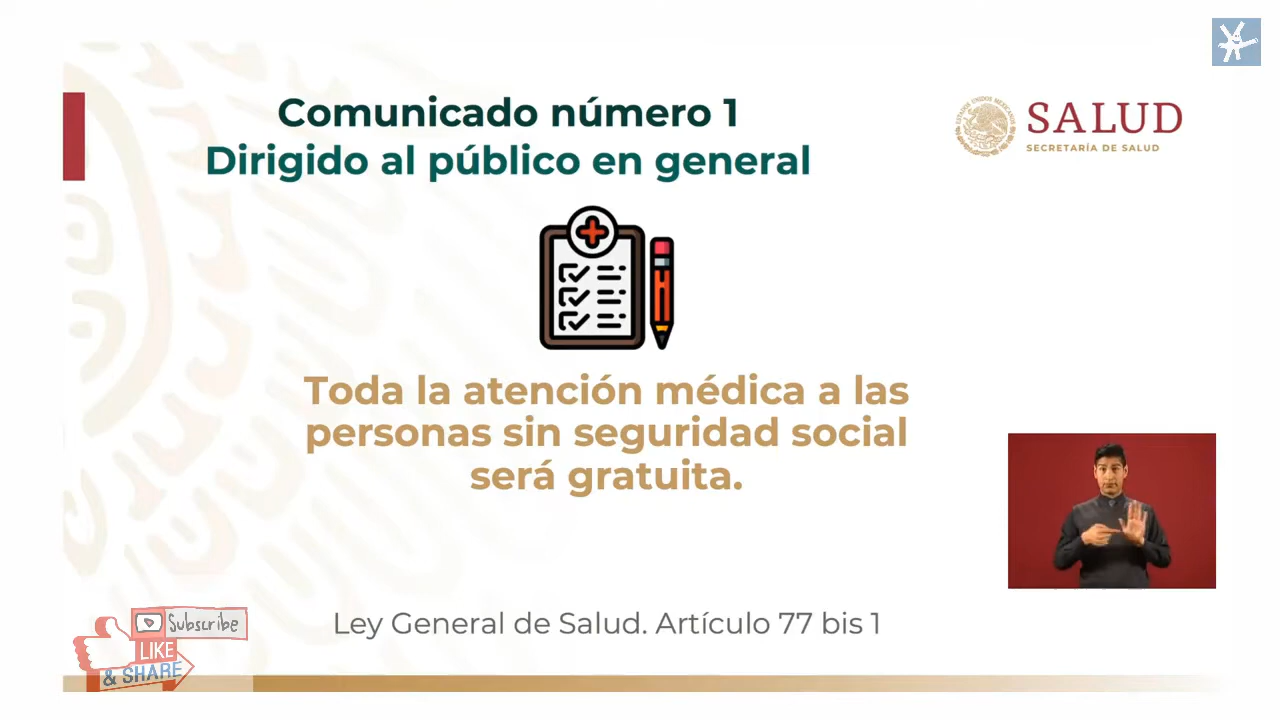 Comunicado número 1
Dirigido al público en general
SALUD
SECRETARÍA DE SALUD
Toda la atención médica a las
personas sin seguridad social
será gratuita.
Ley General de Salud. Artículo 77 bis 1
Subscribe
LIKE
& SHARE